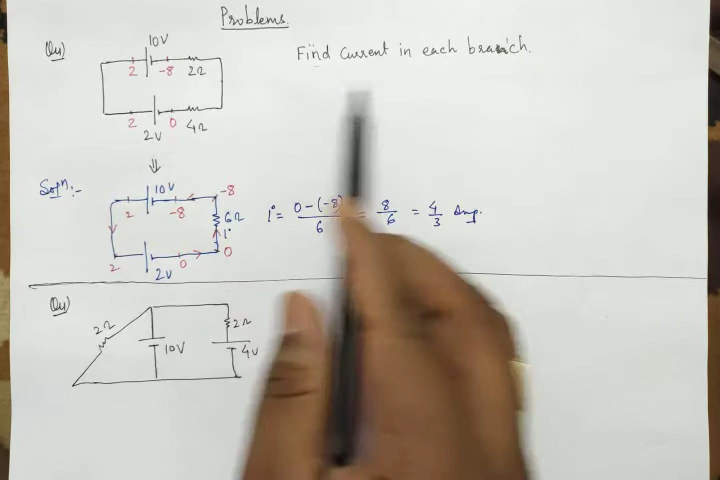 Problems.
Qu)
10V
Find current in each branch.
2 -8 2Ω
2 0 4Ω
2V
⇓
Solⁿ:-
10V
-8
2 -8
6Ω
i
i = 0-(-8)/6 = 8/6 = 4/3 Amp.
2 0 0
2V
Qu)
2Ω
2Ω
10V
4V